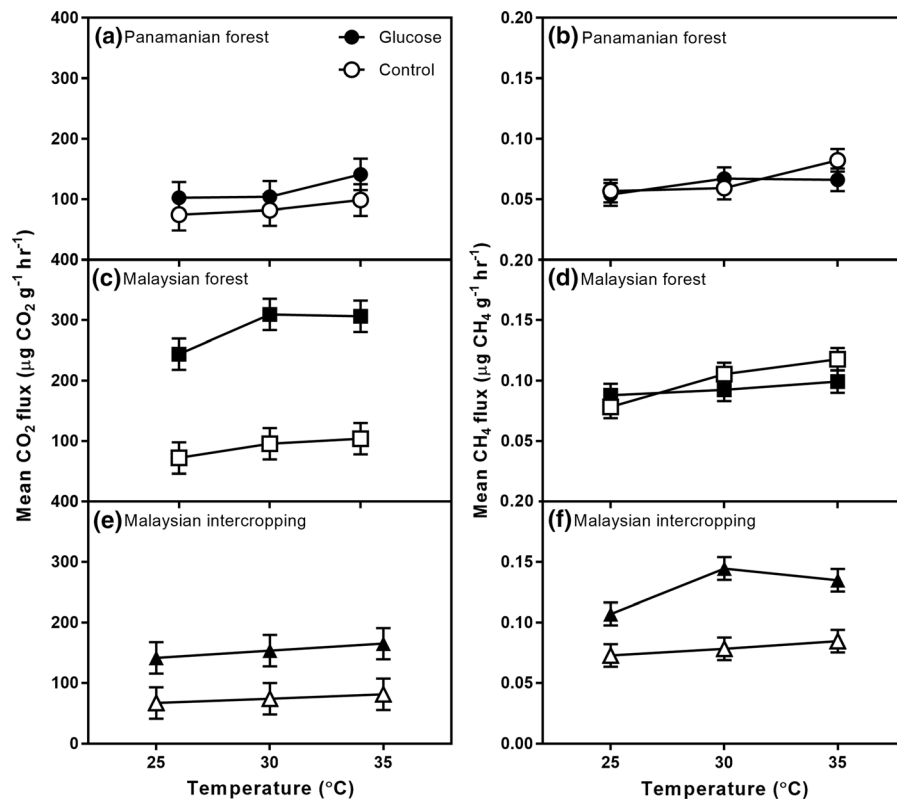 Mean CO2 flux (µg CO2 g-1 hr-1)
400
(a) Panamanian forest
Glucose
Control
300
200
100
400
(c) Malaysian forest
300
200
100
400
(e) Malaysian intercropping
300
200
100
0
25 30 35
Temperature (°C)
Mean CH4 flux (µg CH4 g-1 hr-1)
0.20
(b) Panamanian forest
0.15
0.10
0.05
0.20
(d) Malaysian forest
0.15
0.10
0.05
0.20
(f) Malaysian intercropping
0.15
0.10
0.05
0.00
25 30 35
Temperature (°C)